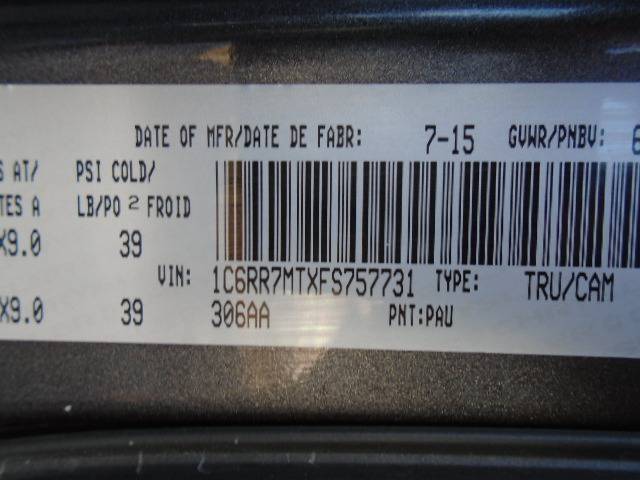 DATE OF MFR/DATE DE FABR: 7-15 GVWR/PNBV: 6
S AT/ PSI COLD/
TES A LB/PO 2 FROID
X9.0 39
VIN: 1C6RR7MTXFS757731 TYPE: TRU/CAM
X9.0 39 306AA PNT:PAU